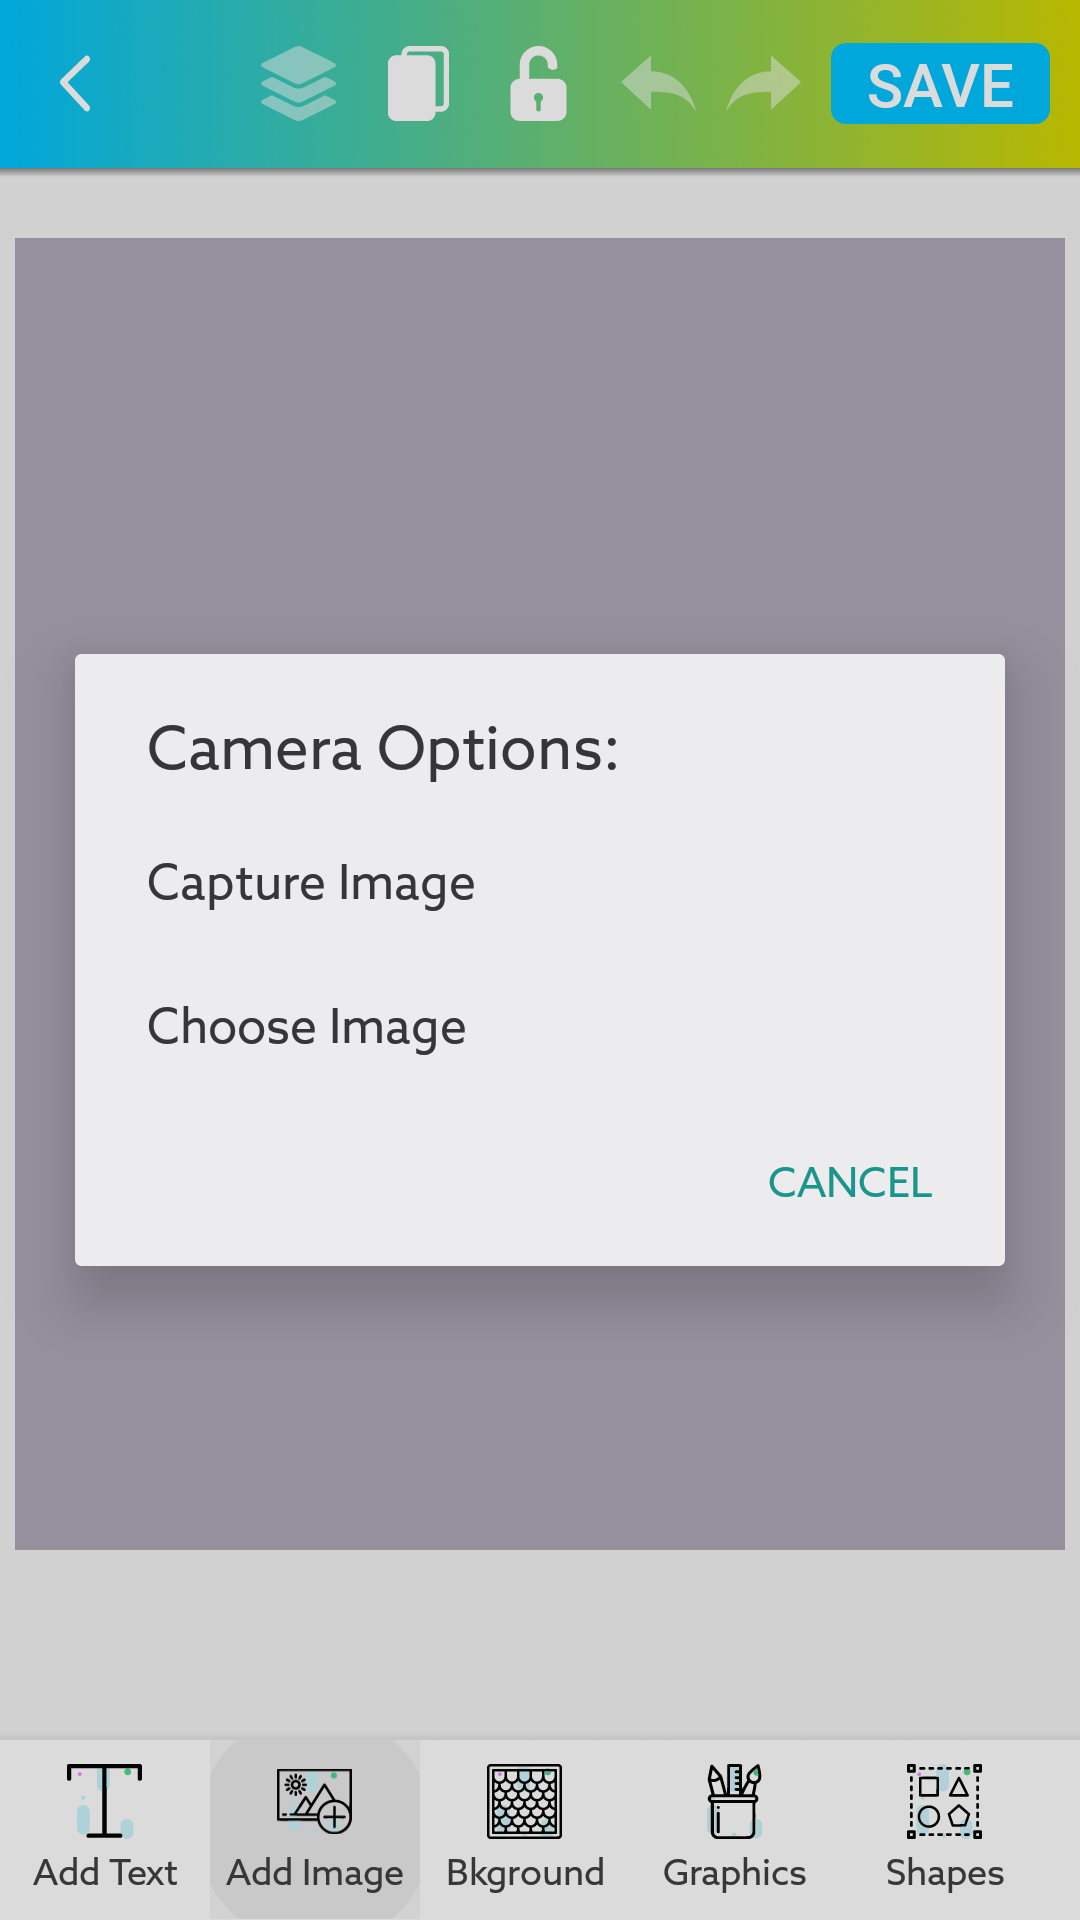 SAVE
Camera Options:
Capture Image
Choose Image
CANCEL
Add Text
Add Image
Bkground
Graphics
Shapes